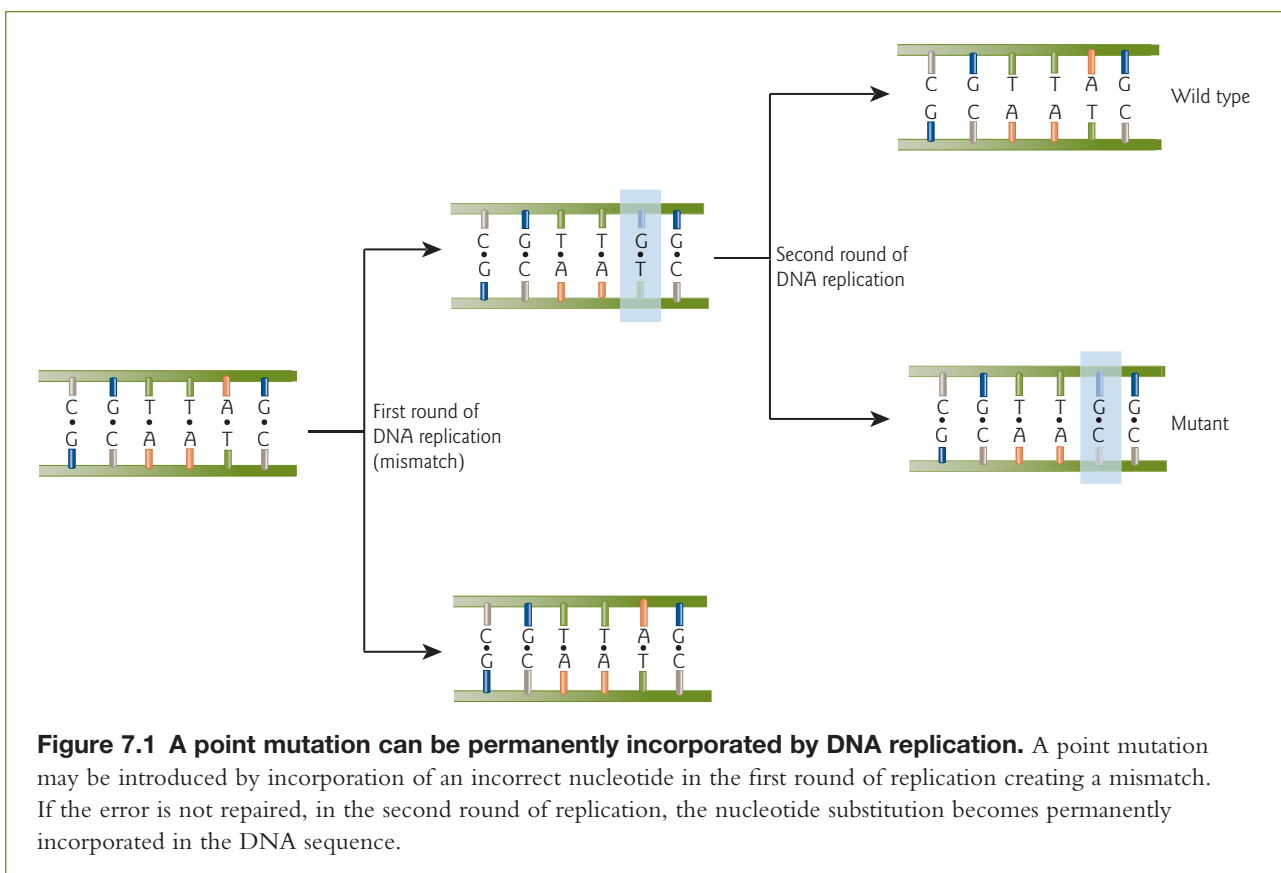 C G T T A G
G C A A T C
Wild type
C G T T G G
G C A A T C
Second round of
DNA replication
C G T T A G
G C A A T C
First round of
DNA replication
(mismatch)
C G T T G G
G C A A C C
Mutant
C G T T A G
G C A A T C
Figure 7.1 A point mutation can be permanently incorporated by DNA replication. A point mutation
may be introduced by incorporation of an incorrect nucleotide in the first round of replication creating a mismatch.
If the error is not repaired, in the second round of replication, the nucleotide substitution becomes permanently
incorporated in the DNA sequence.